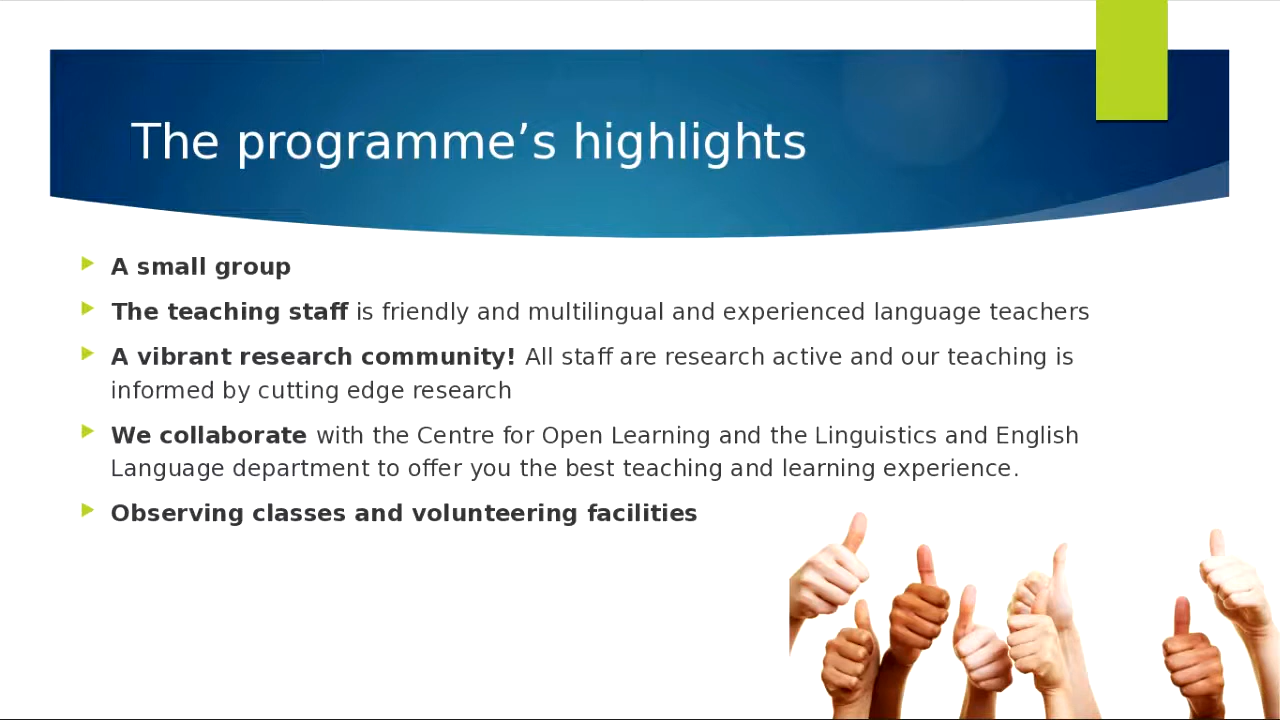 The programme’s highlights
A small group
The teaching staff is friendly and multilingual and experienced language teachers
A vibrant research community! All staff are research active and our teaching is
informed by cutting edge research
We collaborate with the Centre for Open Learning and the Linguistics and English
Language department to offer you the best teaching and learning experience.
Observing classes and volunteering facilities